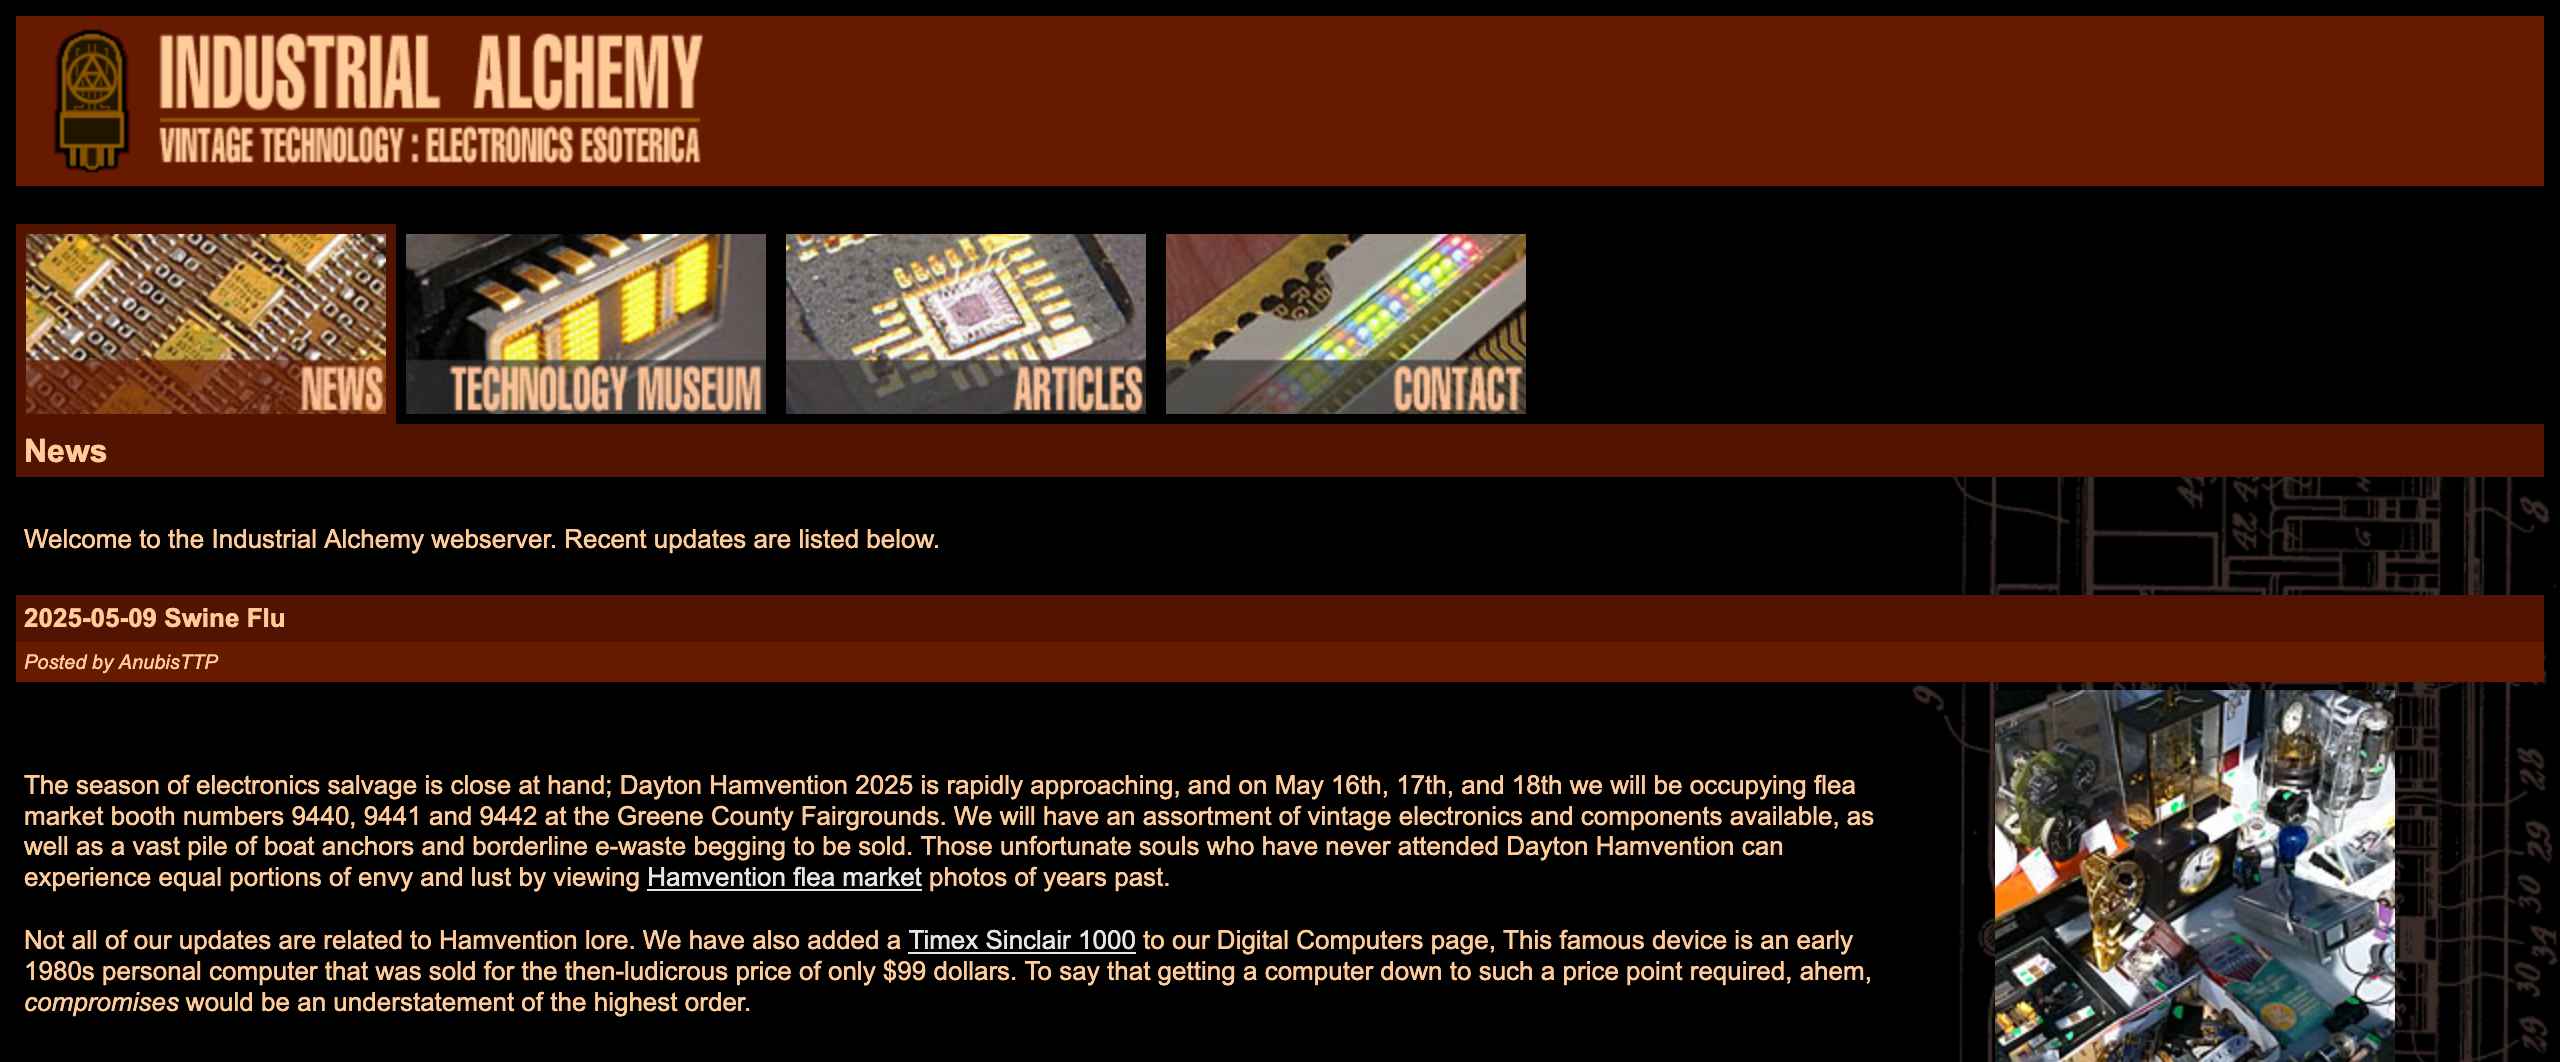 INDUSTRIAL ALCHEMY
VINTAGE TECHNOLOGY : ELECTRONICS ESOTERICA
NEWS
TECHNOLOGY MUSEUM
ARTICLES
CONTACT
News
Welcome to the Industrial Alchemy webserver. Recent updates are listed below.
2025-05-09 Swine Flu
Posted by AnubisTTP
The season of electronics salvage is close at hand; Dayton Hamvention 2025 is rapidly approaching, and on May 16th, 17th, and 18th we will be occupying flea
market booth numbers 9440, 9441 and 9442 at the Greene County Fairgrounds. We will have an assortment of vintage electronics and components available, as
well as a vast pile of boat anchors and borderline e-waste begging to be sold. Those unfortunate souls who have never attended Dayton Hamvention can
experience equal portions of envy and lust by viewing Hamvention flea market photos of years past.
Not all of our updates are related to Hamvention lore. We have also added a Timex Sinclair 1000 to our Digital Computers page, This famous device is an early
1980s personal computer that was sold for the then-ludicrous price of only $99 dollars. To say that getting a computer down to such a price point required, ahem,
compromises would be an understatement of the highest order.